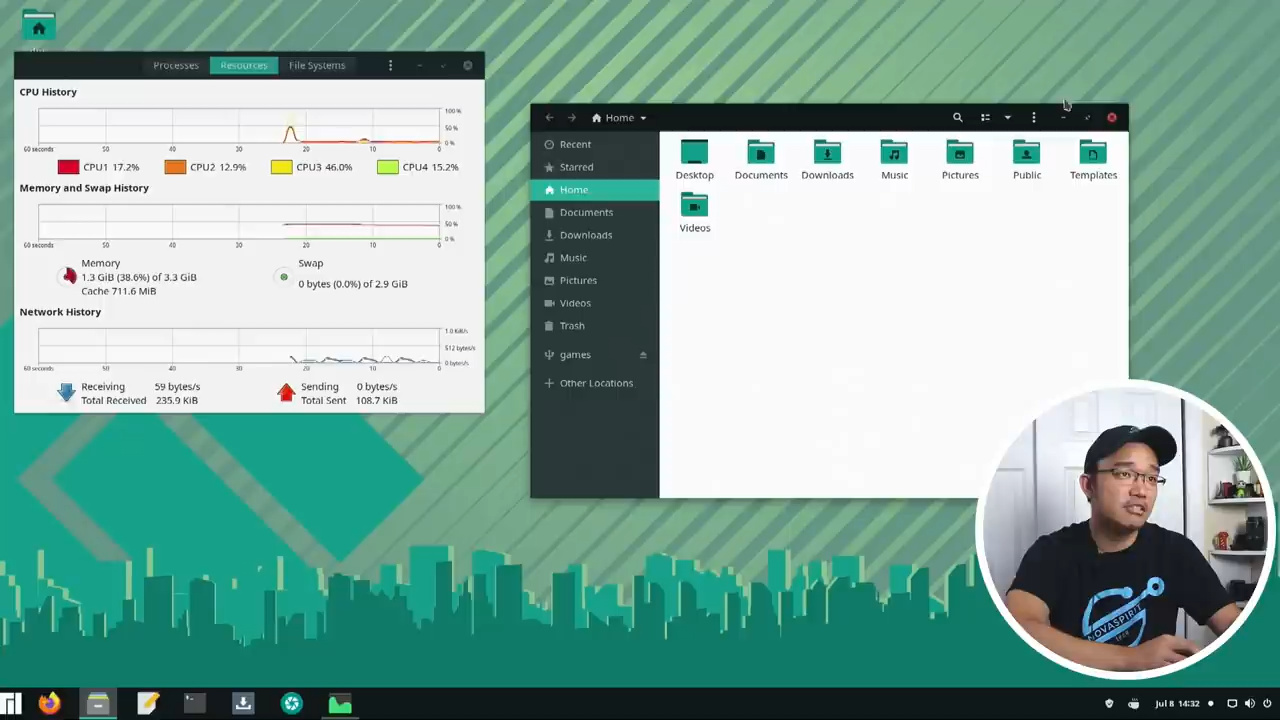 Processes Resources File Systems
CPU History
100 %
50 %
0 %
60 seconds 50 40 30 20 10 0
CPU1 17.2% CPU2 12.9% CPU3 46.0% CPU4 15.2%
Memory and Swap History
100 %
50 %
0 %
60 seconds 50 40 30 20 10 0
Memory
1.3 GiB (38.6%) of 3.3 GiB
Cache 711.6 MiB
Swap
0 bytes (0.0%) of 2.9 GiB
Network History
1.0 KiB/s
512 bytes/s
0 bytes/s
60 seconds 50 40 30 20 10 0
Receiving 59 bytes/s
Total Received 235.9 KiB
Sending 0 bytes/s
Total Sent 108.7 KiB
Home
Recent
Starred
Home
Documents
Downloads
Music
Pictures
Videos
Trash
games
Other Locations
Desktop Documents Downloads Music Pictures Public Templates
Videos
NOVASPIRIT
Jul 8 14:32